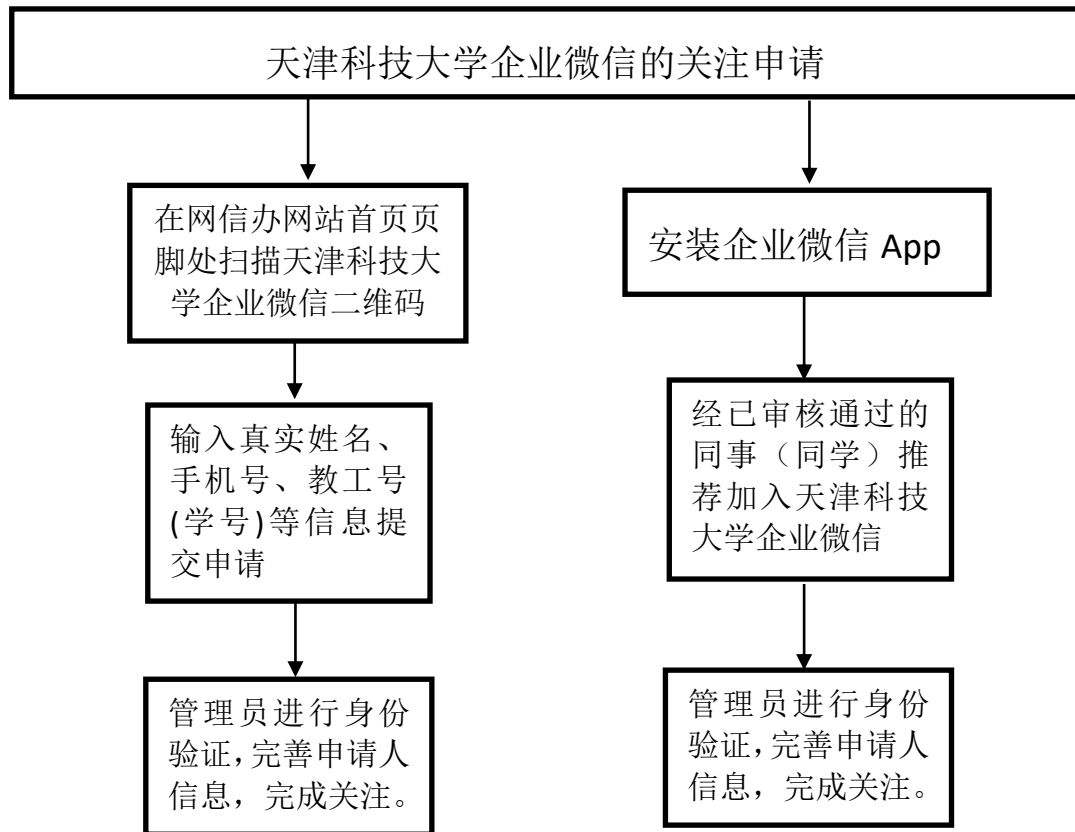 天津科技大学企业微信的关注申请
在网信办网站首页页
脚处扫描天津科技大
学企业微信二维码
输入真实姓名、
手机号、教工号
(学号)等信息提
交申请
管理员进行身份
验证,完善申请人
信息，完成关注。
安装企业微信 App
经已审核通过的
同事（同学）推
荐加入天津科技
大学企业微信
管理员进行身份
验证,完善申请人
信息，完成关注。